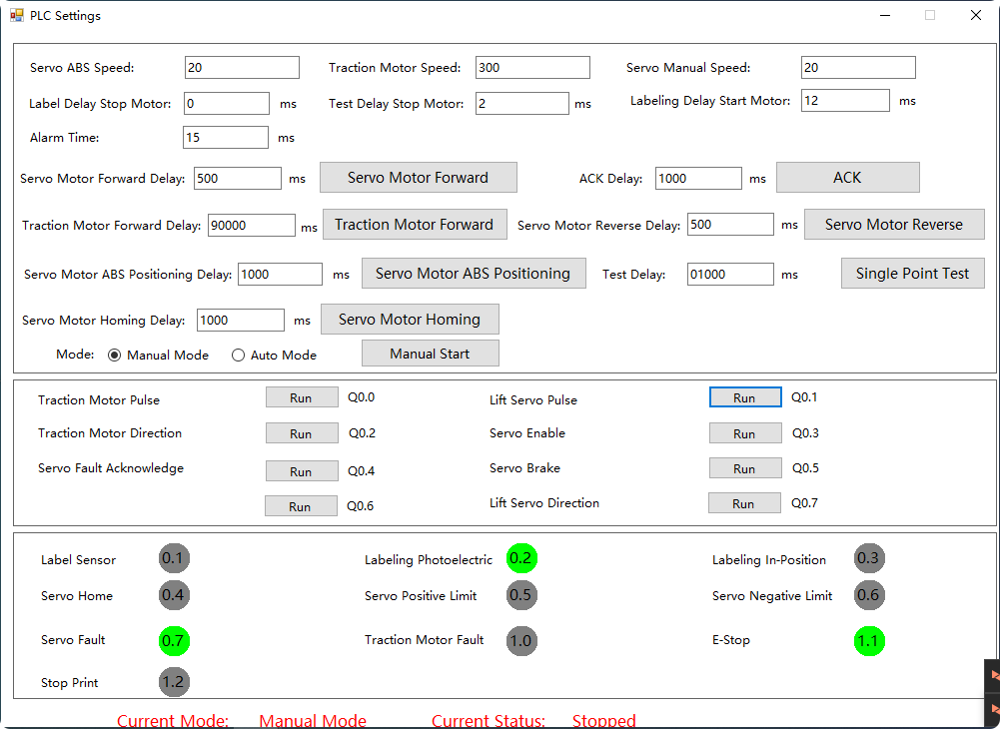 PLC Settings
Servo ABS Speed: 20 Traction Motor Speed: 300 Servo Manual Speed: 20
Label Delay Stop Motor: 0 ms Test Delay Stop Motor: 2 ms Labeling Delay Start Motor: 12 ms
Alarm Time: 15 ms
Servo Motor Forward Delay: 500 ms Servo Motor Forward ACK Delay: 1000 ms ACK
Traction Motor Forward Delay: 90000 ms Traction Motor Forward Servo Motor Reverse Delay: 500 ms Servo Motor Reverse
Servo Motor ABS Positioning Delay: 1000 ms Servo Motor ABS Positioning Test Delay: 01000 ms Single Point Test
Servo Motor Homing Delay: 1000 ms Servo Motor Homing
Mode: Manual Mode Auto Mode Manual Start
Traction Motor Pulse Run Q0.0 Lift Servo Pulse Run Q0.1
Traction Motor Direction Run Q0.2 Servo Enable Run Q0.3
Servo Fault Acknowledge Run Q0.4 Servo Brake Run Q0.5
Run Q0.6 Lift Servo Direction Run Q0.7
Label Sensor 0.1 Labeling Photoelectric 0.2 Labeling In-Position 0.3
Servo Home 0.4 Servo Positive Limit 0.5 Servo Negative Limit 0.6
Servo Fault 0.7 Traction Motor Fault 1.0 E-Stop 1.1
Stop Print 1.2
Current Mode: Manual Mode Current Status: Stopped